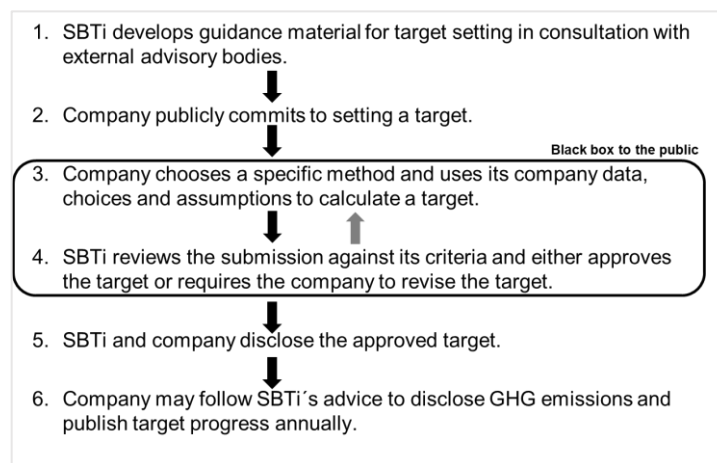 1. SBTi develops guidance material for target setting in consultation with
external advisory bodies.
2. Company publicly commits to setting a target.
Black box to the public
3. Company chooses a specific method and uses its company data,
choices and assumptions to calculate a target.
4. SBTi reviews the submission against its criteria and either approves
the target or requires the company to revise the target.
5. SBTi and company disclose the approved target.
6. Company may follow SBTi´s advice to disclose GHG emissions and
publish target progress annually.